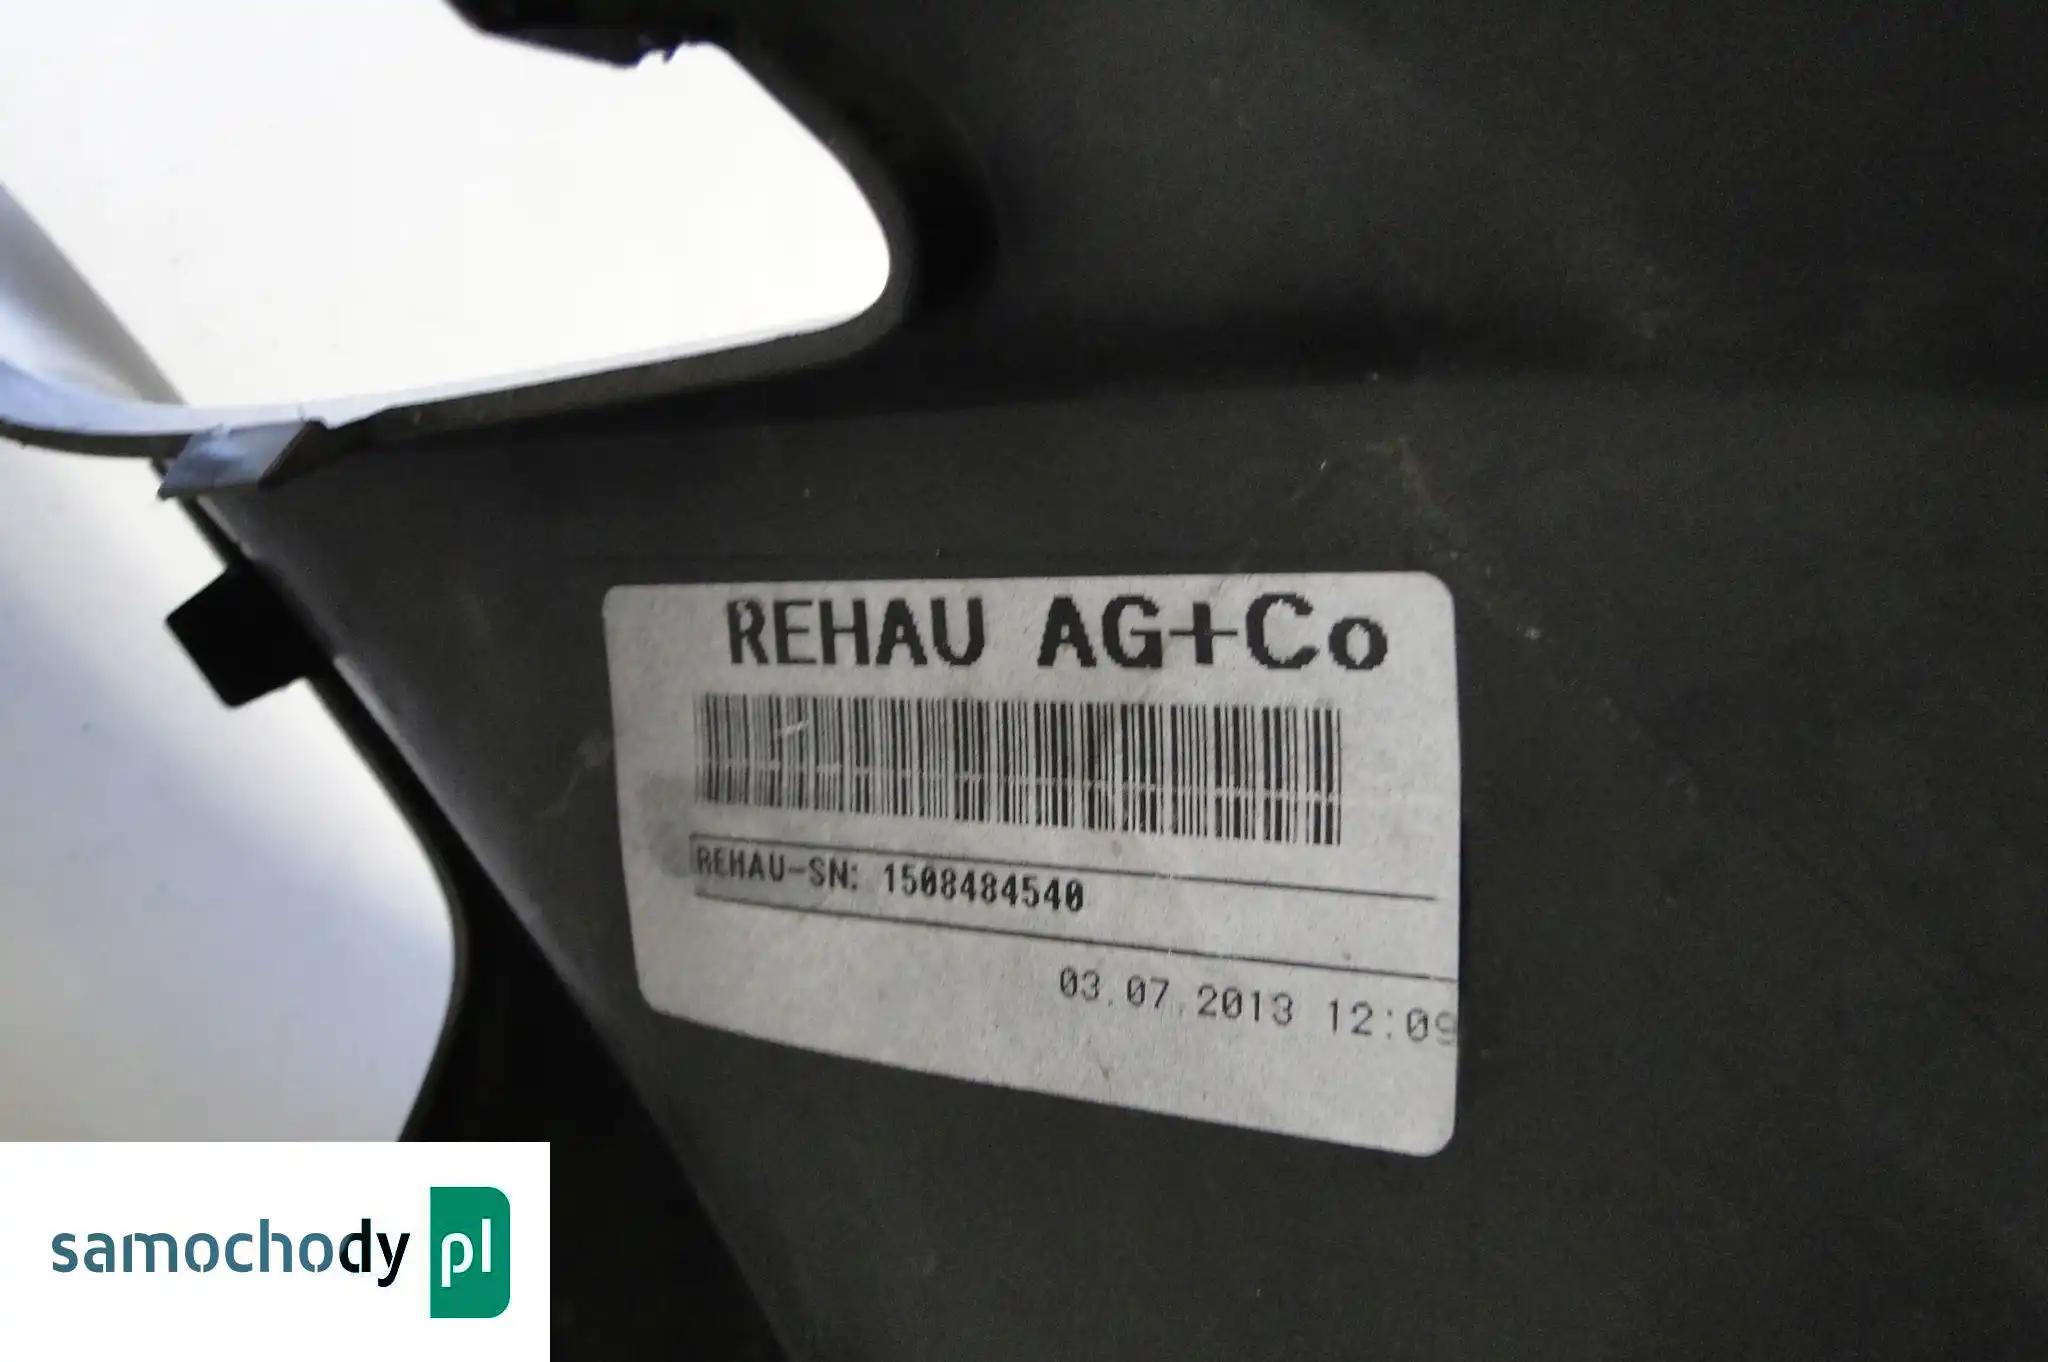 REHAU AG+Co
REHAU-SN: 1508484540
03.07.2013 12:09
samochody pl